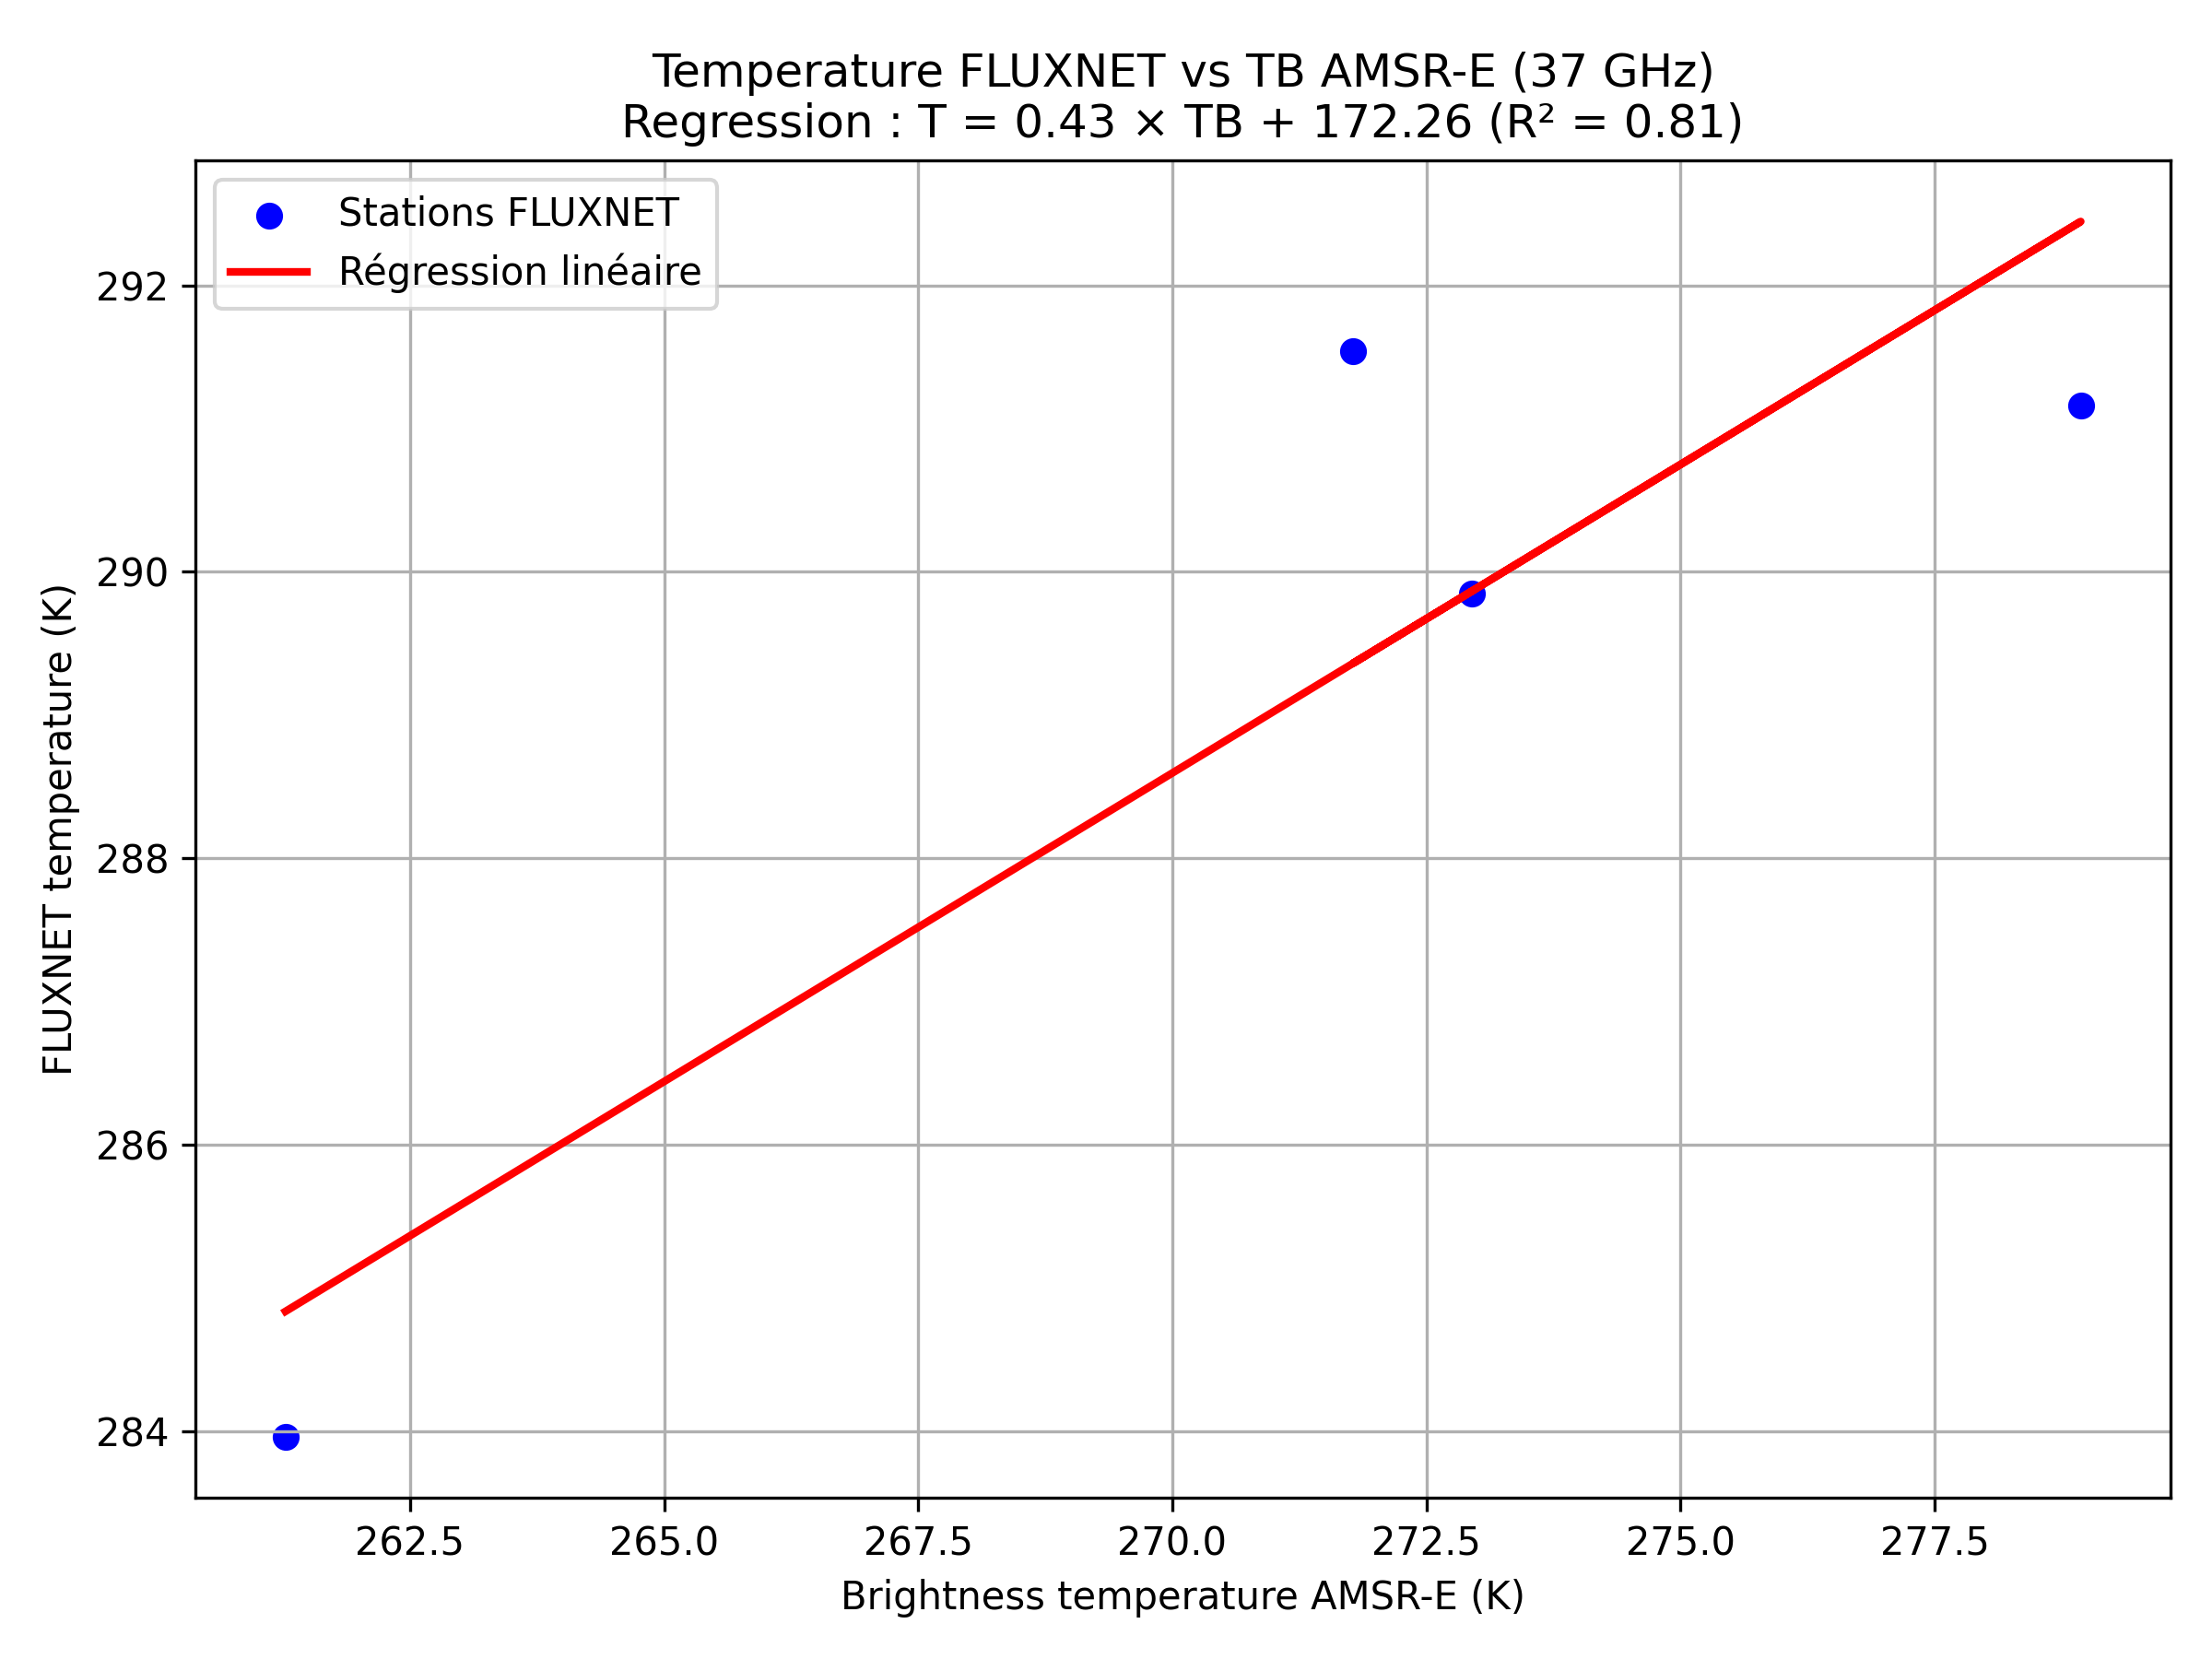 Temperature FLUXNET vs TB AMSR-E (37 GHz)
Regression : T = 0.43 × TB + 172.26 (R² = 0.81)
Stations FLUXNET
Régression linéaire
FLUXNET temperature (K)
292
290
288
286
284
262.5 265.0 267.5 270.0 272.5 275.0 277.5
Brightness temperature AMSR-E (K)